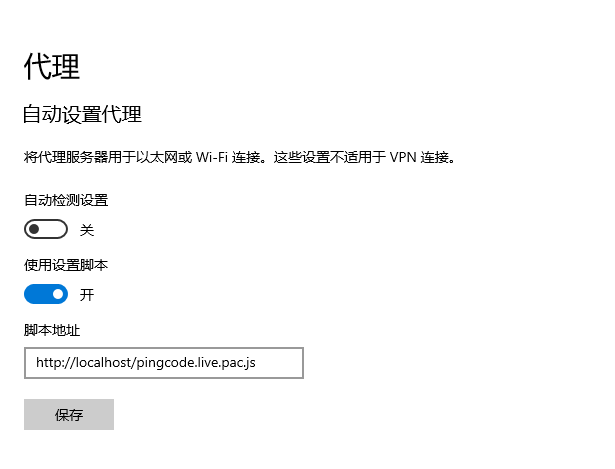 代理
自动设置代理
将代理服务器用于以太网或 Wi-Fi 连接。这些设置不适用于 VPN 连接。
自动检测设置
关
使用设置脚本
开
脚本地址
http://localhost/pingcode.live.pac.js
保存